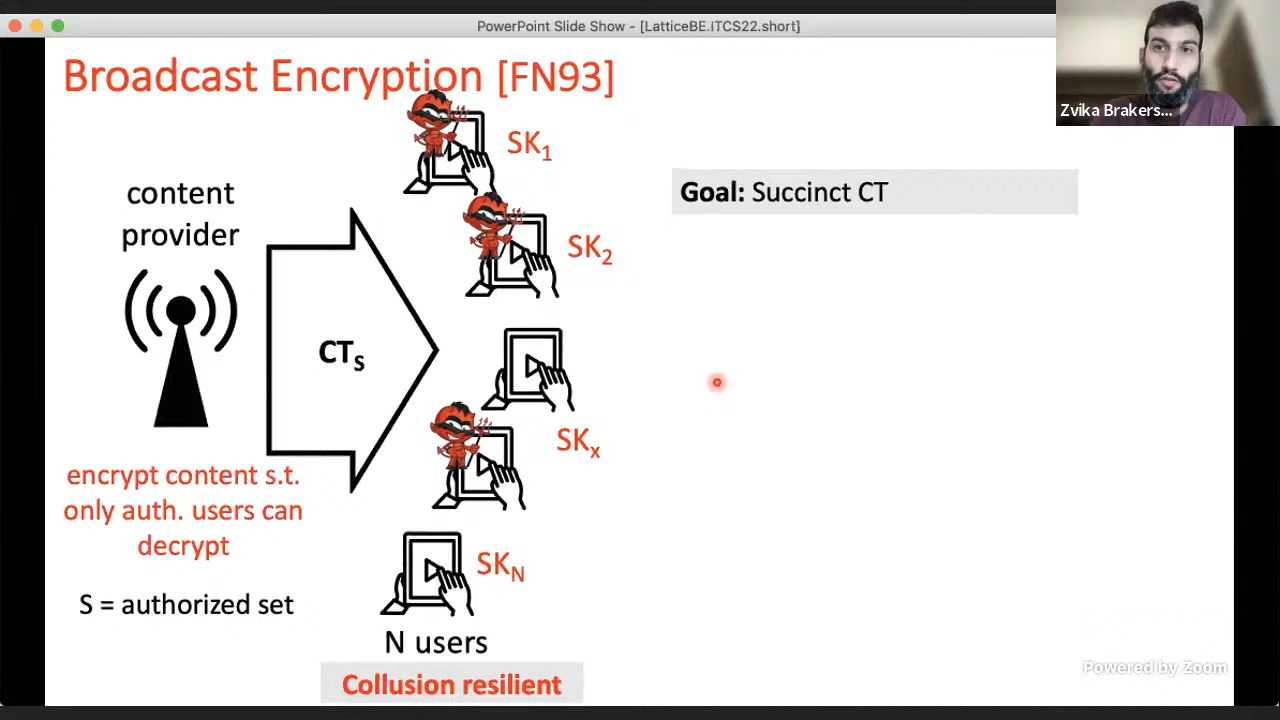 PowerPoint Slide Show - [LatticeBE.ITCS22.short]
Zvika Brakers...
Broadcast Encryption [FN93]
content
provider
CTS
encrypt content s.t.
only auth. users can
decrypt
S = authorized set
SK1
SK2
SKx
SKN
N users
Collusion resilient
Goal: Succinct CT
Powered by Zoom